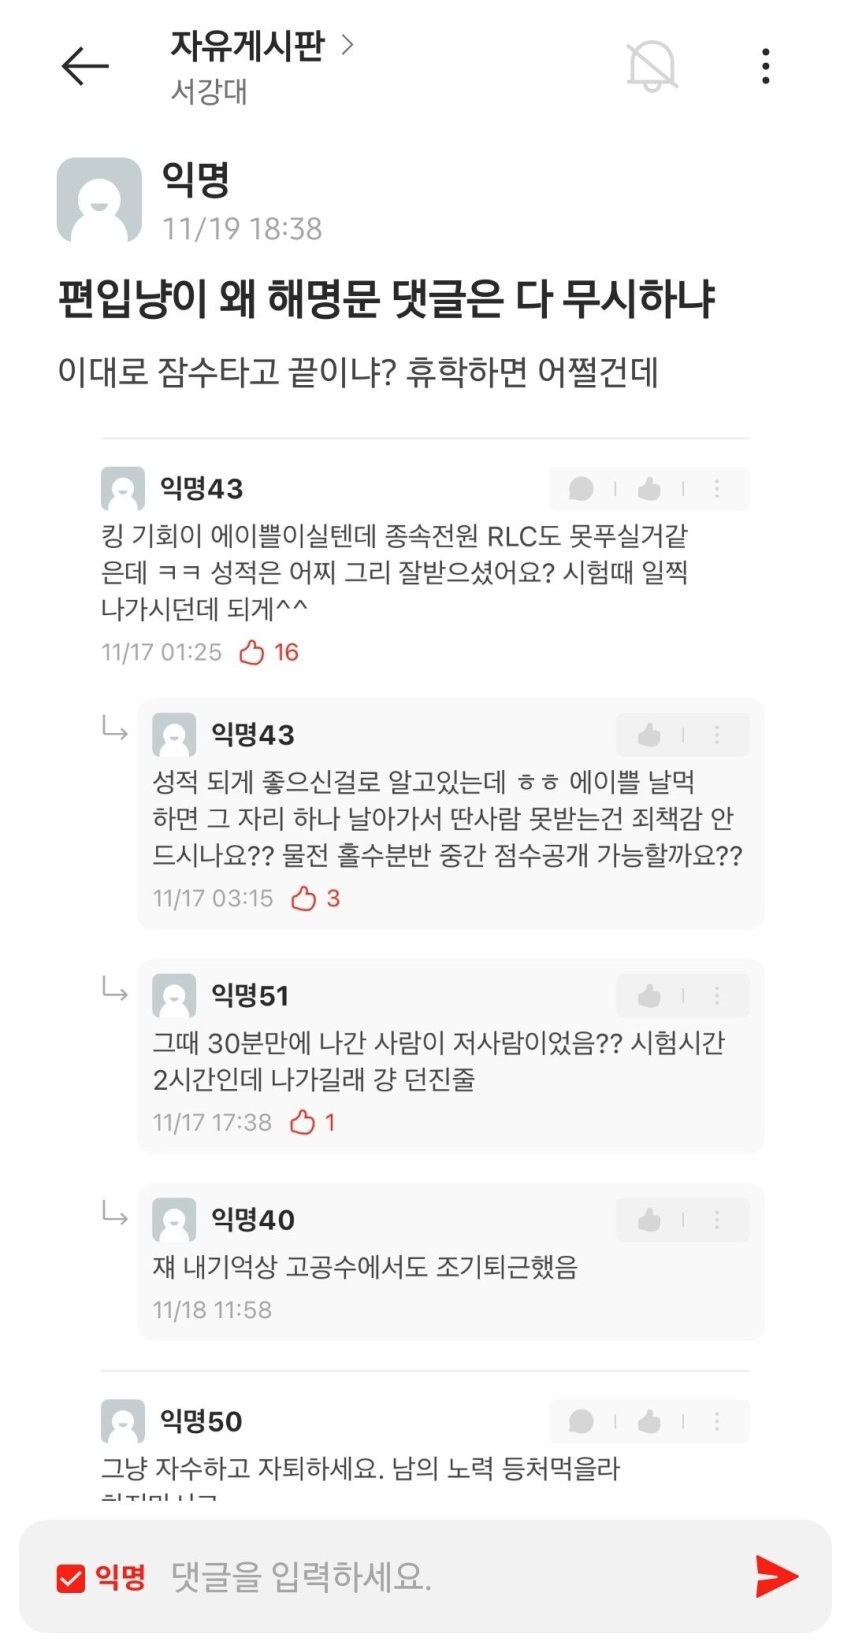 자유게시판
서강대
익명
11/19 18:38
편입냥이 왜 해명문 댓글은 다 무시하냐
이대로 잠수타고 끝이냐? 휴학하면 어쩔건데
익명43
킹 기회이 에이쁠이실텐데 종속전원 RLC도 못푸실거같
은데 ㅋㅋ 성적은 어찌 그리 잘받으셨어요? 시험때 일찍
나가시던데 되게^^
11/17 01:25 16
익명43
성적 되게 좋으신걸로 알고있는데 ㅎㅎ 에이쁠 날먹
하면 그 자리 하나 날아가서 딴사람 못받는건 죄책감 안
드시나요?? 물전 홀수분반 중간 점수공개 가능할까요??
11/17 03:15 3
익명51
그때 30분만에 나간 사람이 저사람이었음?? 시험시간
2시간인데 나가길래 걍 던진줄
11/17 17:38 1
익명40
쟤 내기억상 고공수에서도 조기퇴근했음
11/18 11:58
익명50
그냥 자수하고 자퇴하세요. 남의 노력 등처먹을라
익명 댓글을 입력하세요.